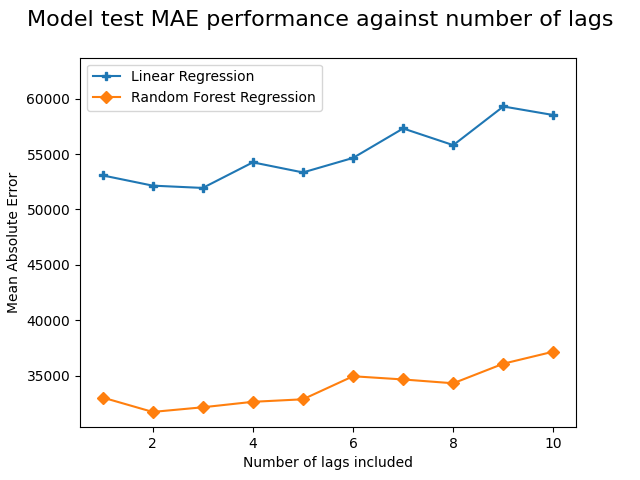 Model test MAE performance against number of lags
Linear Regression
Random Forest Regression
60000
55000
50000
45000
40000
35000
Mean Absolute Error
2 4 6 8 10
Number of lags included